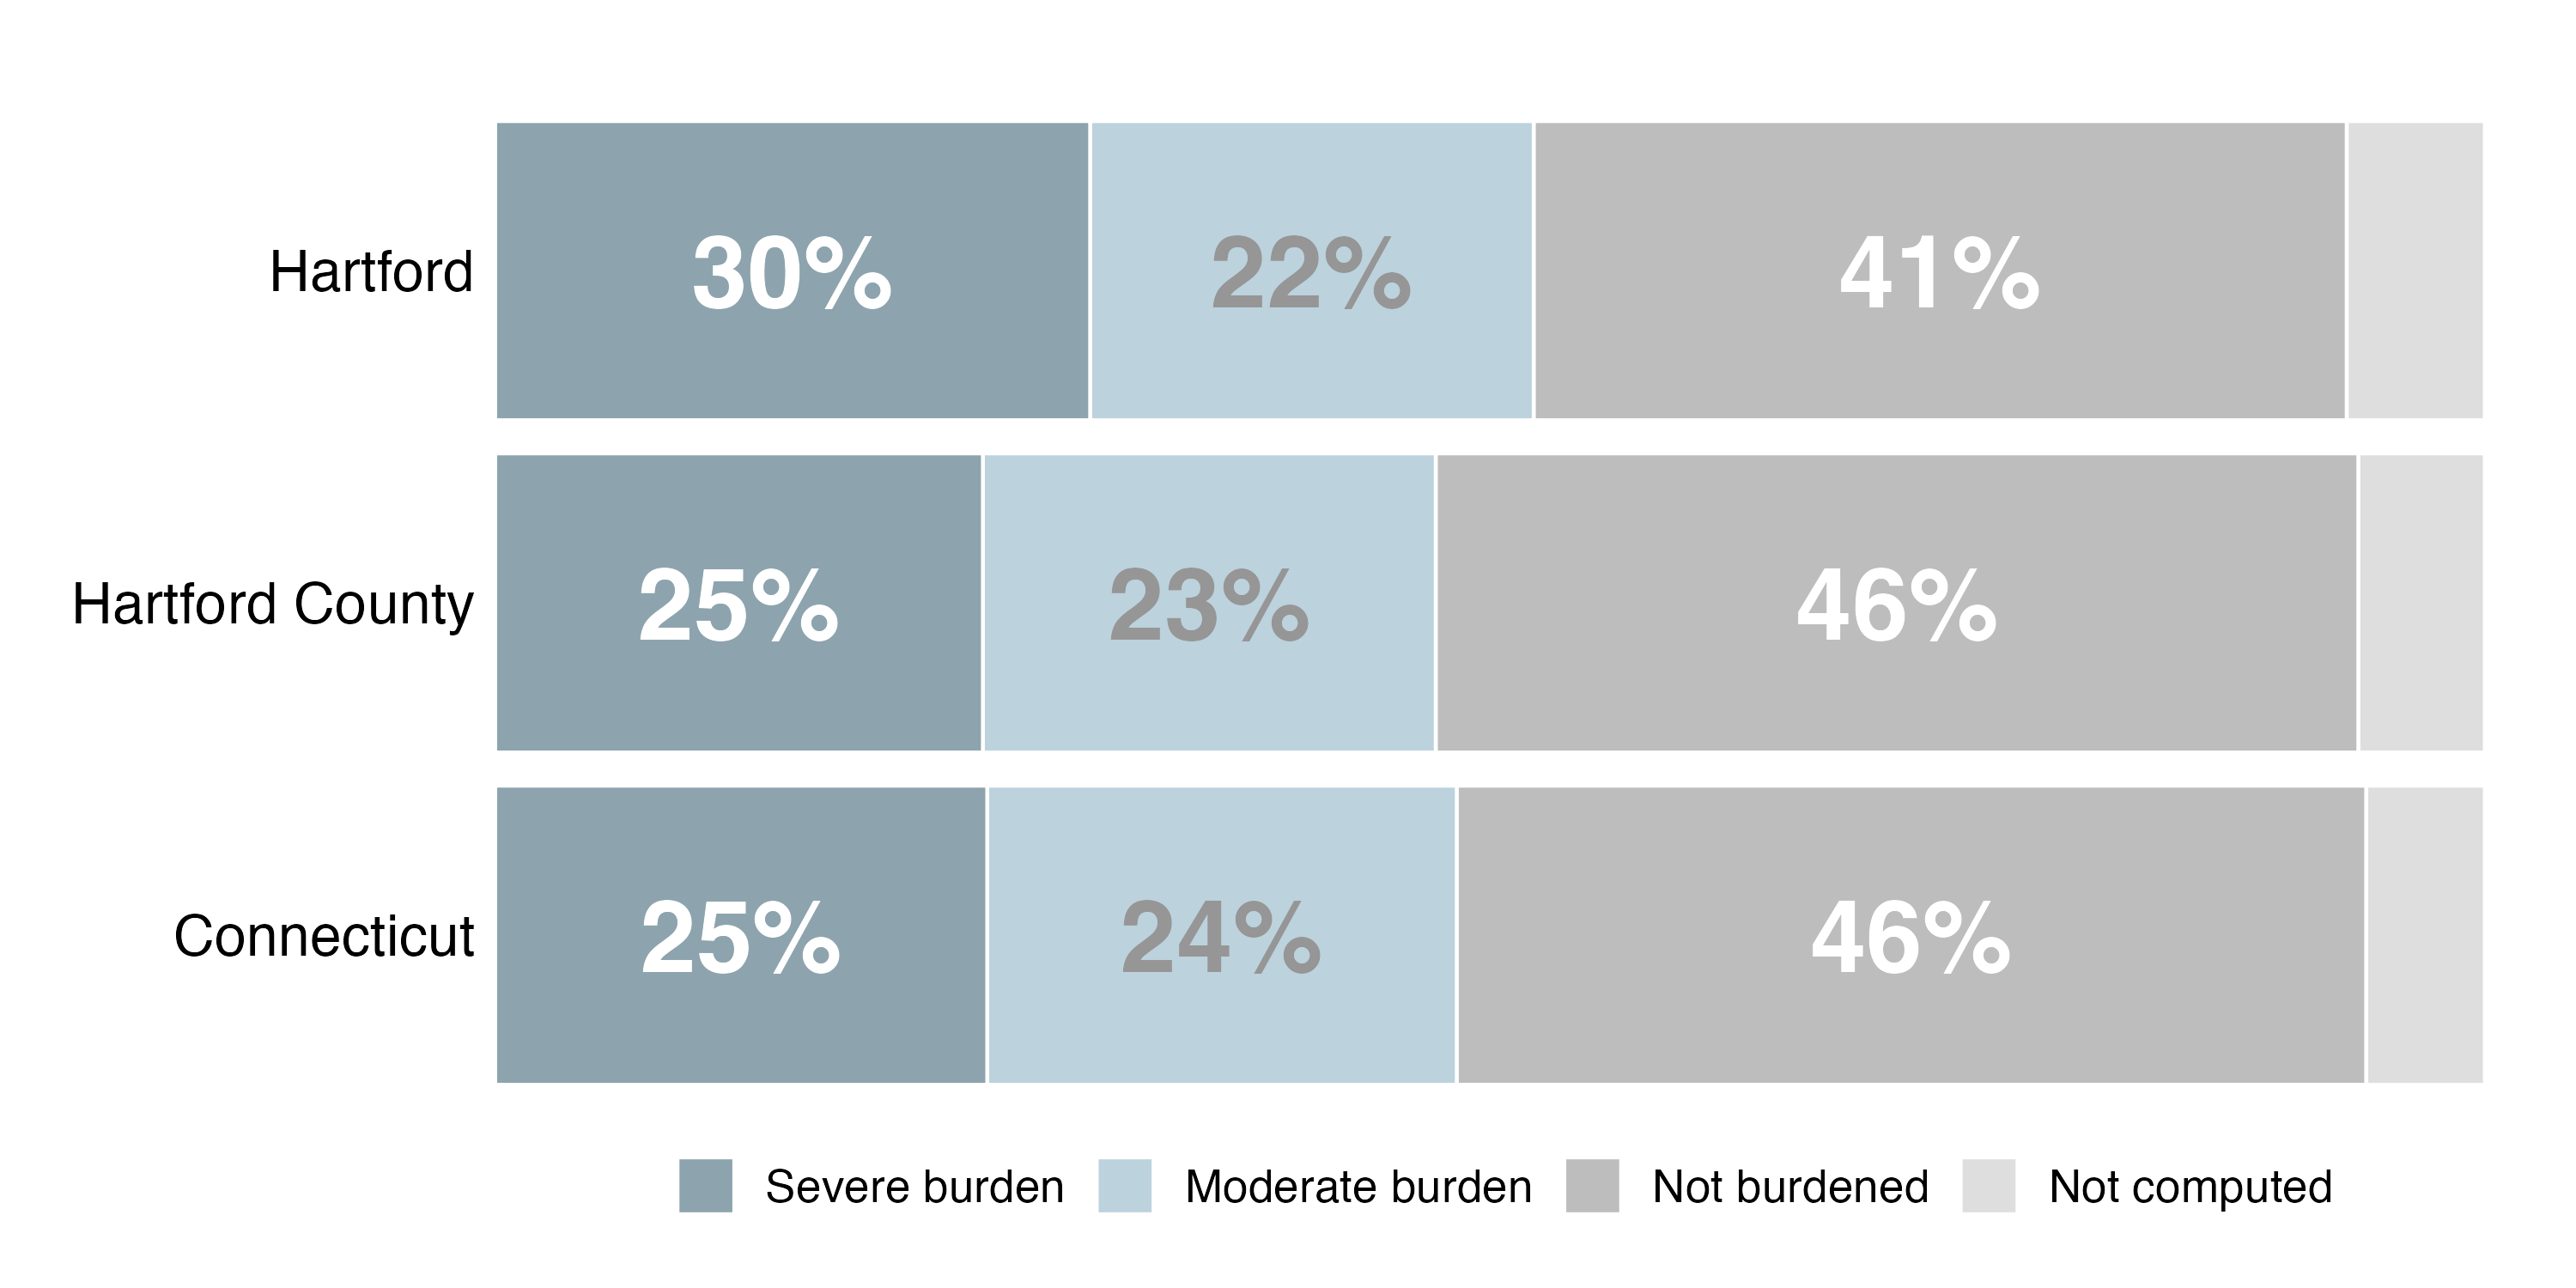 Hartford 30% 22% 41%
Hartford County 25% 23% 46%
Connecticut 25% 24% 46%
Severe burden Moderate burden Not burdened Not computed